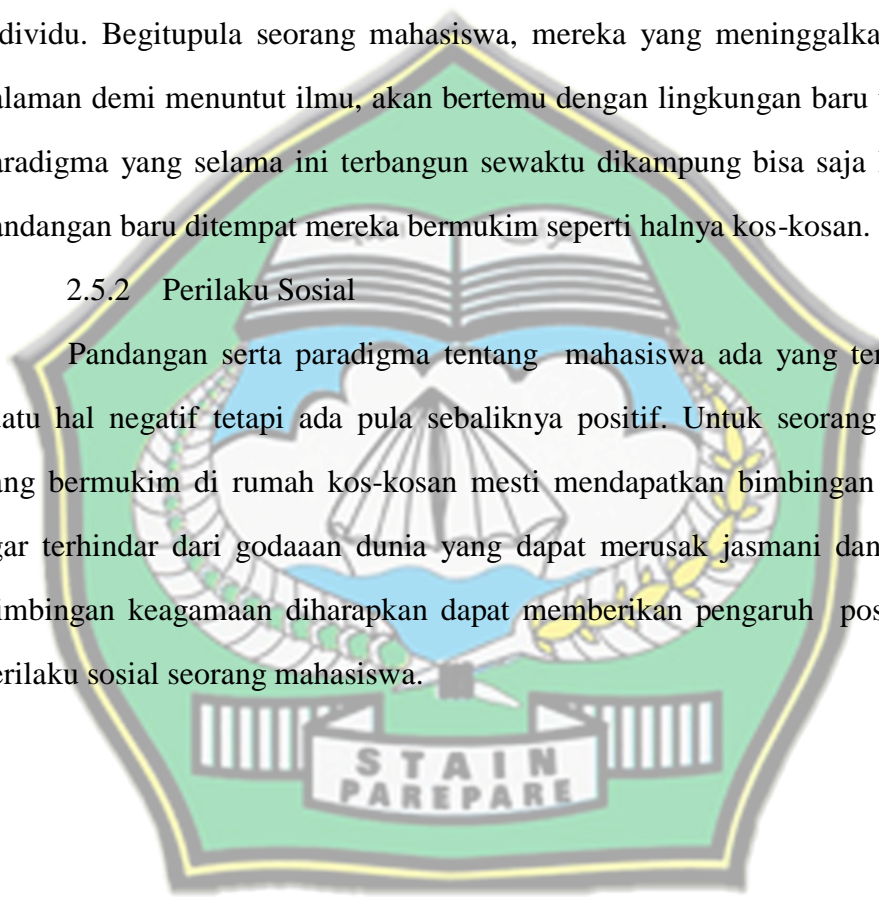 dividu. Begitupula seorang mahasiswa, mereka yang meninggalka
alaman demi menuntut ilmu, akan bertemu dengan lingkungan baru
aradigma yang selama ini terbangun sewaktu dikampung bisa saja
andangan baru ditempat mereka bermukim seperti halnya kos-kosan.
2.5.2 Perilaku Sosial
Pandangan serta paradigma tentang mahasiswa ada yang ter
atu hal negatif tetapi ada pula sebaliknya positif. Untuk seorang
ang bermukim di rumah kos-kosan mesti mendapatkan bimbingan
gar terhindar dari godaaan dunia yang dapat merusak jasmani dan
imbingan keagamaan diharapkan dapat memberikan pengaruh pos
erilaku sosial seorang mahasiswa.
STAIN
PAREPARE